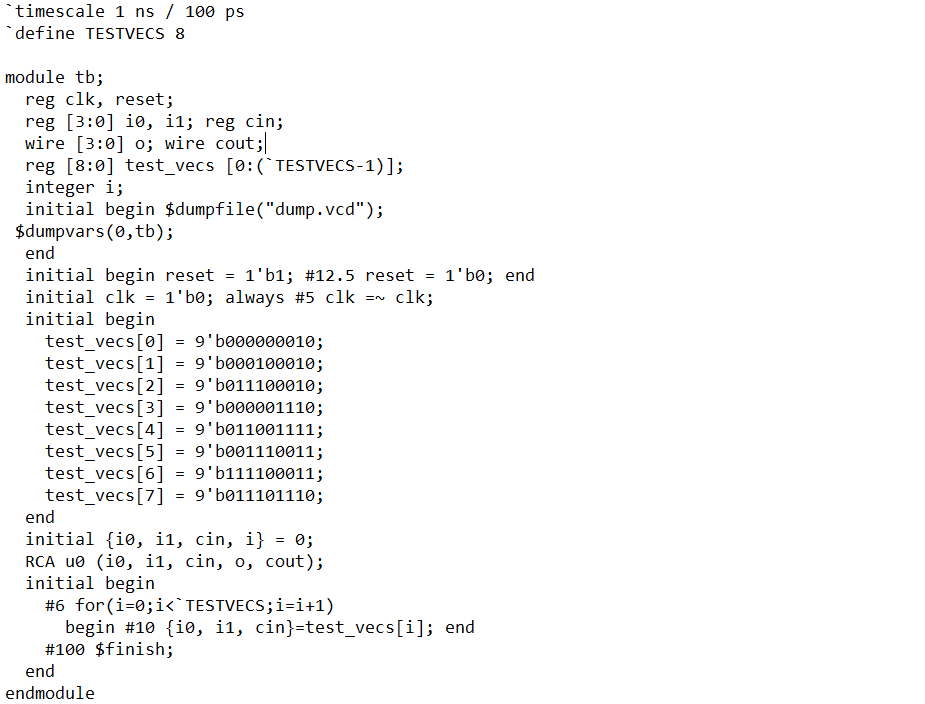 `timescale 1 ns / 100 ps
`define TESTVECS 8

module tb;
  reg clk, reset;
  reg [3:0] i0, i1; reg cin;
  wire [3:0] o; wire cout;
  reg [8:0] test_vecs [0:(`TESTVECS-1)];
  integer i;
  initial begin $dumpfile("dump.vcd");
 $dumpvars(0,tb);
  end
  initial begin reset = 1'b1; #12.5 reset = 1'b0; end
  initial clk = 1'b0; always #5 clk =~ clk;
  initial begin
    test_vecs[0] = 9'b000000010;
    test_vecs[1] = 9'b000100010;
    test_vecs[2] = 9'b011100010;
    test_vecs[3] = 9'b000001110;
    test_vecs[4] = 9'b011001111;
    test_vecs[5] = 9'b001110011;
    test_vecs[6] = 9'b111100011;
    test_vecs[7] = 9'b011101110;
  end
  initial {i0, i1, cin, i} = 0;
  RCA u0 (i0, i1, cin, o, cout);
  initial begin
    #6 for(i=0;i<`TESTVECS;i=i+1)
      begin #10 {i0, i1, cin}=test_vecs[i]; end
    #100 $finish;
  end
endmodule